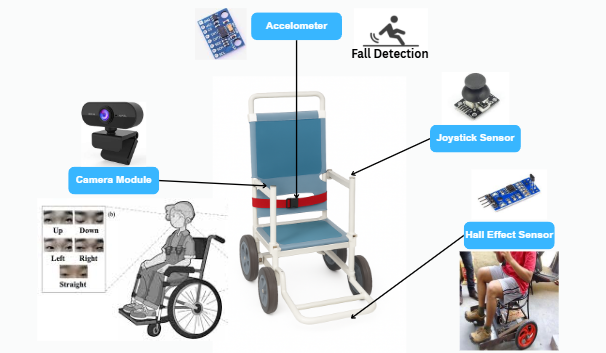 Accelometer
Fall Detection
Joystick Sensor
Camera Module
(b)
Up Down
Left Right
Straight
Hall Effect Sensor